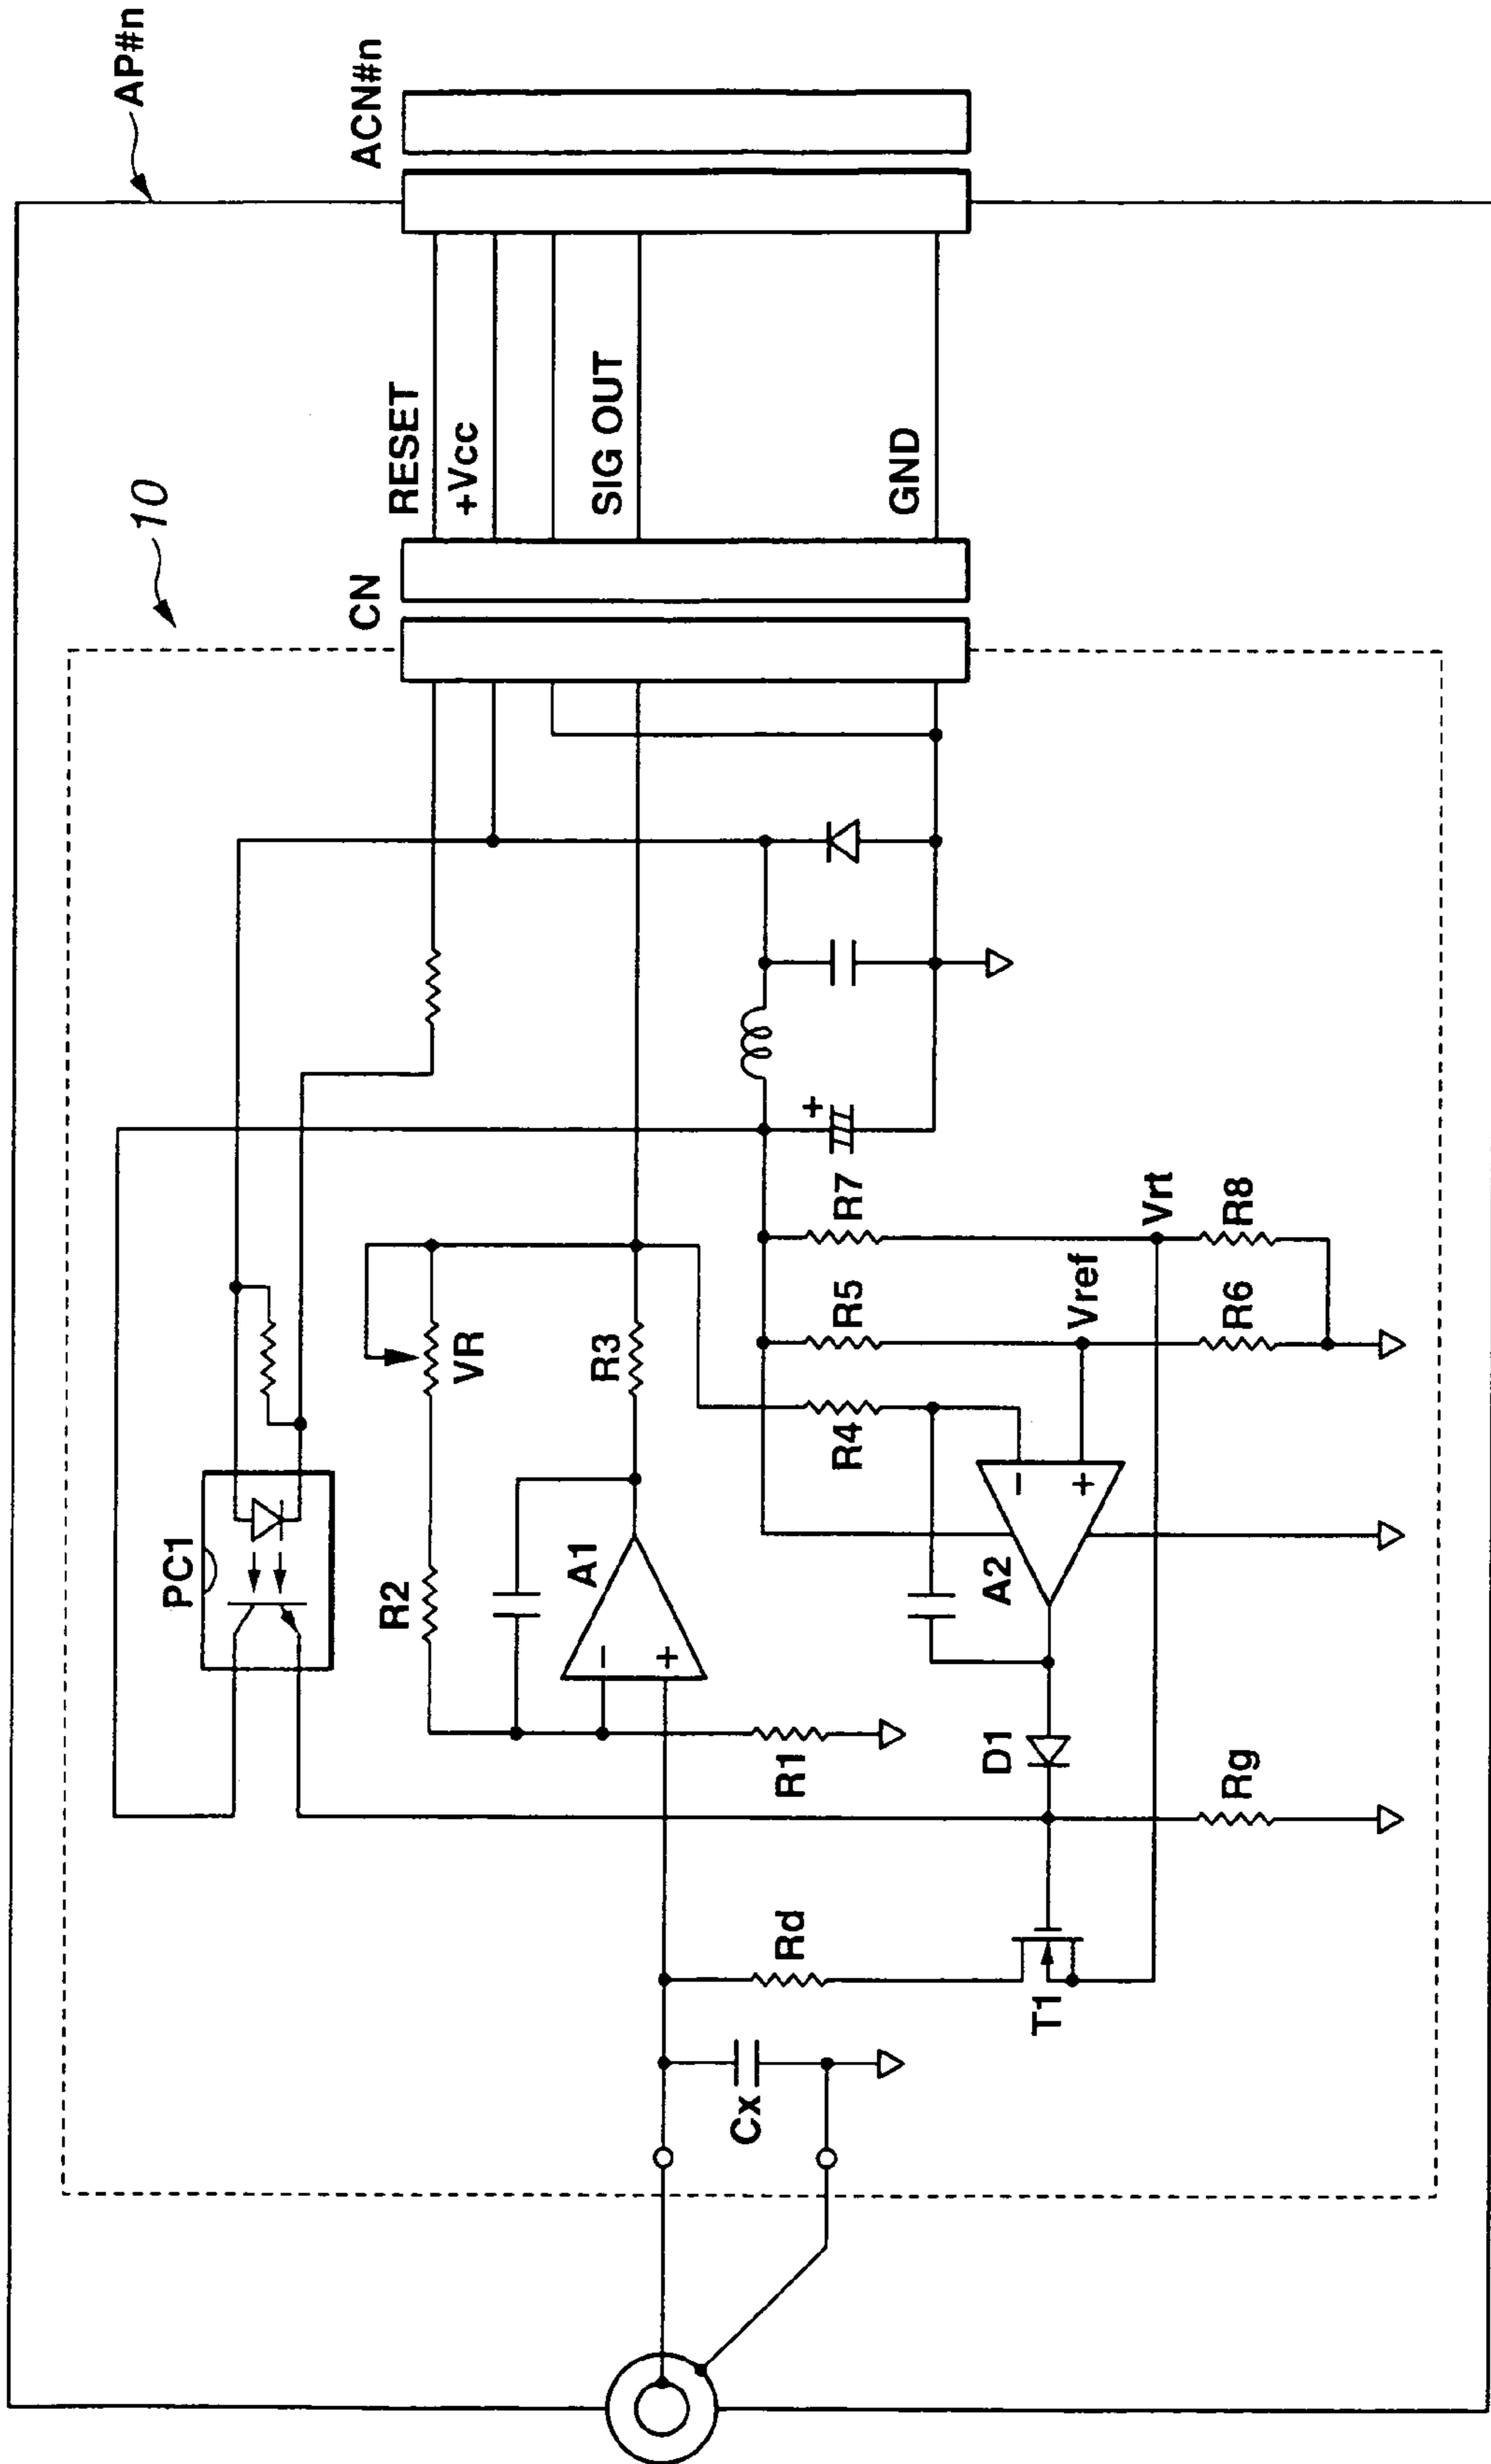 AP#n
10
CN
ACN#n
RESET
+Vcc
SIG OUT
GND
PC1
VR
R2
R3
A1
−
+
R1
+
R7
R5
R4
Vrt
Vref
R8
R6
A2
−
+
D1
Rg
Rd
T1
Cx